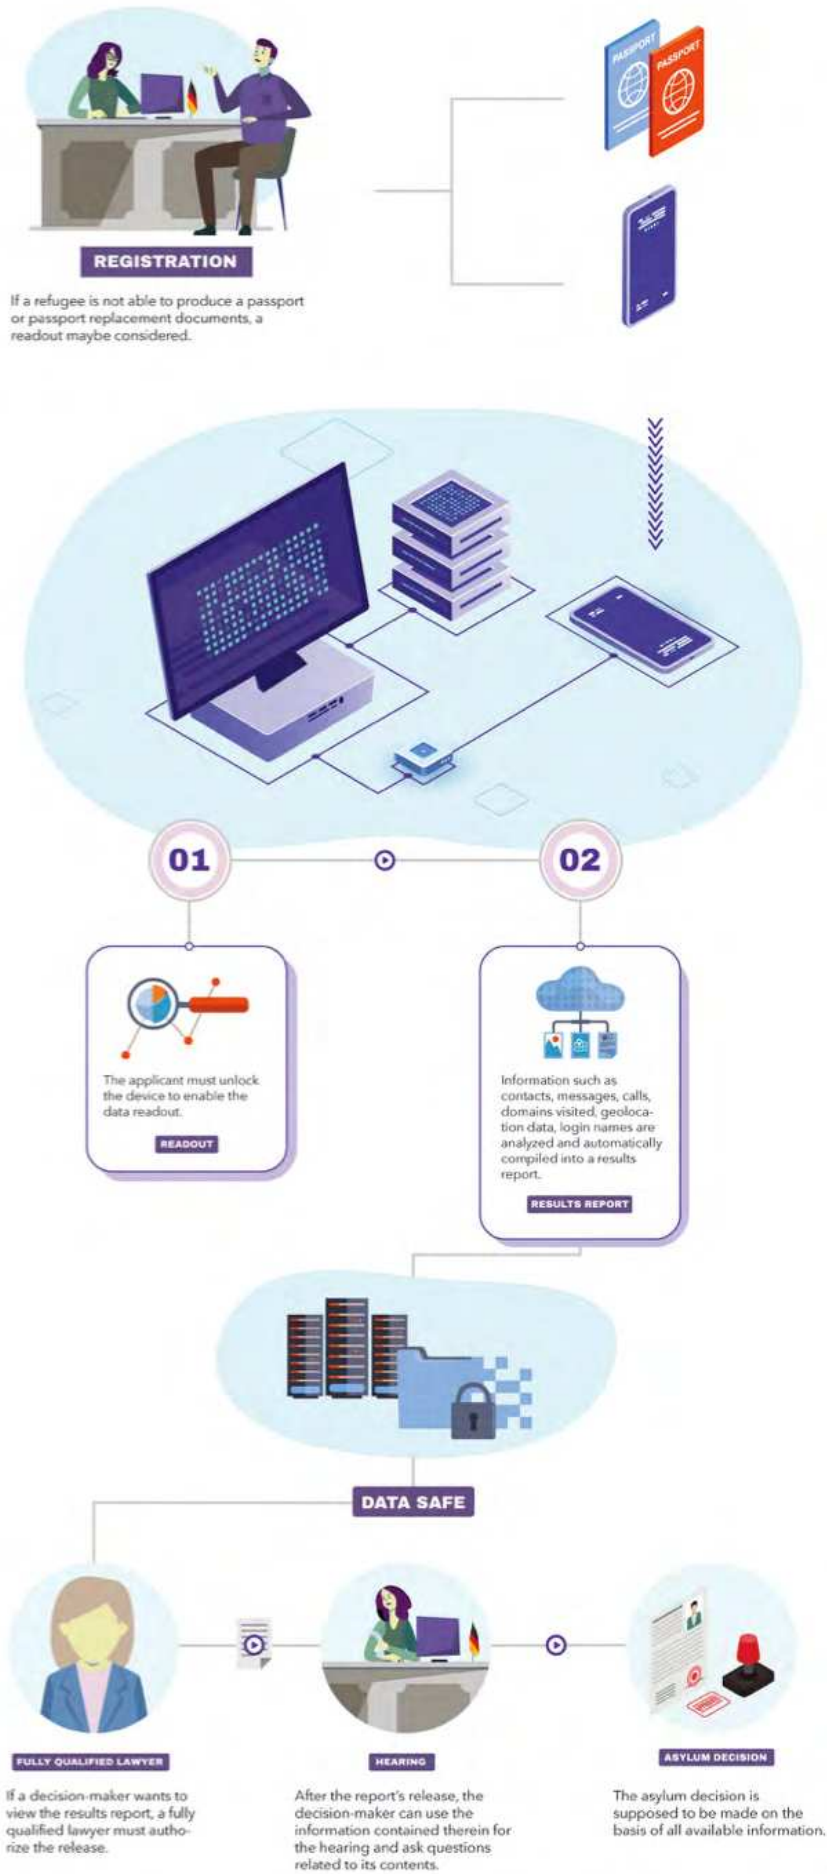 PASSPORT
PASSPORT
REGISTRATION
If a refugee is not able to produce a passport
or passport replacement documents, a
readout maybe considered.
01
02
The applicant must unlock
the device to enable the
data readout.
READOUT
Information such as
contacts, messages, calls,
domains visited, geoloca-
tion data, login names are
analyzed and automatically
compiled into a results
report.
RESULTS REPORT
DATA SAFE
FULLY QUALIFIED LAWYER
If a decision-maker wants to
view the results report, a fully
qualified lawyer must autho-
rize the release.
HEARING
After the report's release, the
decision-maker can use the
information contained therein for
the hearing and ask questions
related to its contents.
ASYLUM DECISION
The asylum decision is
supposed to be made on the
basis of all available information.